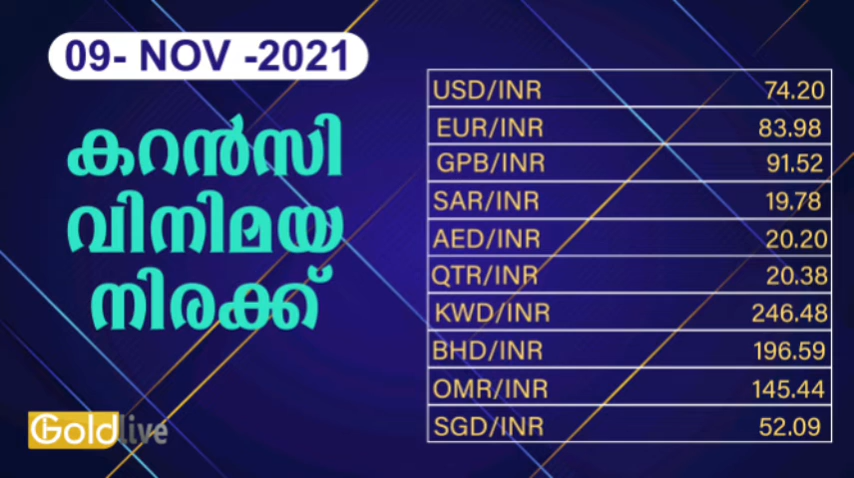 09- NOV -2021
കറൻസി
വിനിമയ
നിരക്ക്
USD/INR 74.20
EUR/INR 83.98
GPB/INR 91.52
SAR/INR 19.78
AED/INR 20.20
QTR/INR 20.38
KWD/INR 246.48
BHD/INR 196.59
OMR/INR 145.44
SGD/INR 52.09
Goldlive